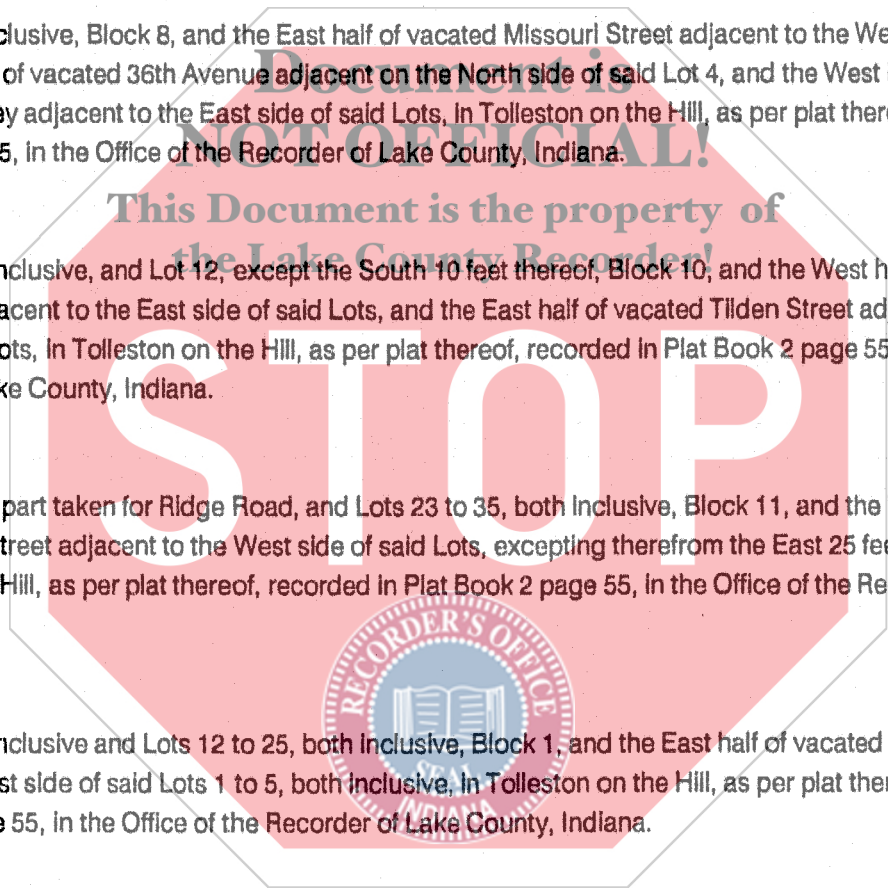 clusive, Block 8, and the East half of vacated Missouri Street adjacent to the We
of vacated 36th Avenue adjacent on the North side of said Lot 4, and the West
ey adjacent to the East side of said Lots, in Tolleston on the Hill, as per plat there
5, in the Office of the Recorder of Lake County, Indiana.
Document is
NOT OFFICIAL!
This Document is the property of
the Lake County Recorder!
nclusive, and Lot 12, except the South 10 feet thereof, Block 10, and the West h
acent to the East side of said Lots, and the East half of vacated Tilden Street ad
ots, in Tolleston on the Hill, as per plat thereof, recorded in Plat Book 2 page 55
ke County, Indiana.
STOP
part taken for Ridge Road, and Lots 23 to 35, both inclusive, Block 11, and the
treet adjacent to the West side of said Lots, excepting therefrom the East 25 fee
Hill, as per plat thereof, recorded in Plat Book 2 page 55, in the Office of the Re
RECORDER'S OFFICE
SEAL
INDIANA
nclusive and Lots 12 to 25, both inclusive, Block 1, and the East half of vacated
st side of said Lots 1 to 5, both inclusive, in Tolleston on the Hill, as per plat ther
e 55, in the Office of the Recorder of Lake County, Indiana.